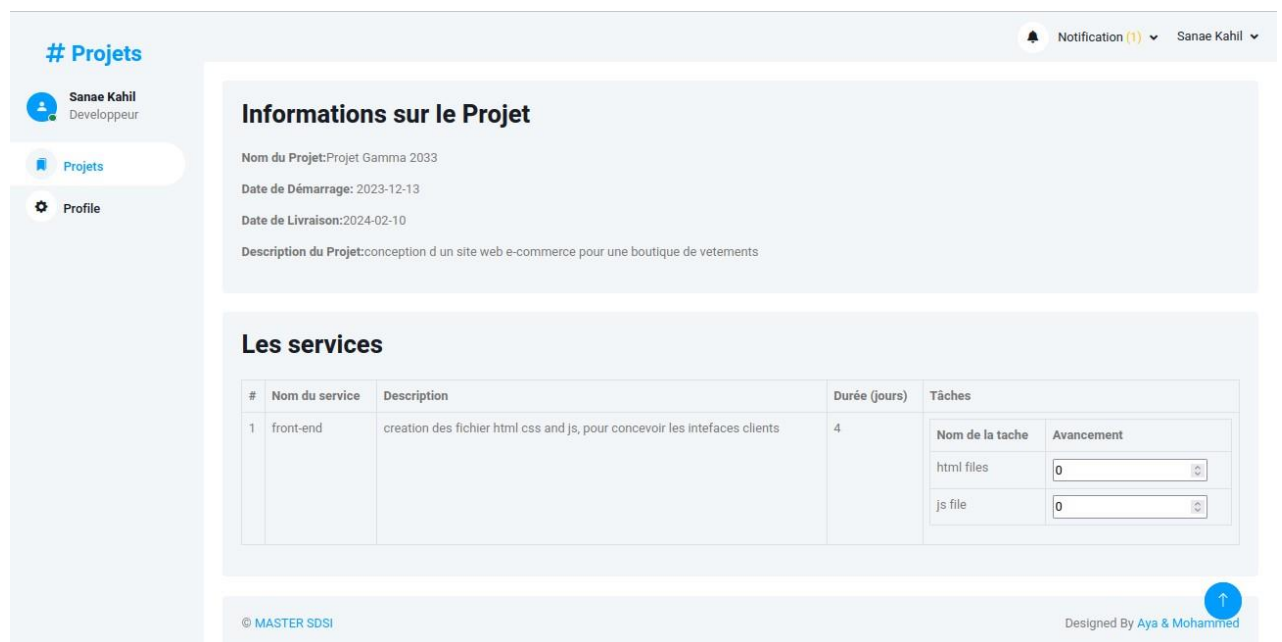 # Projets
Sanae Kahil
Developpeur
Projets
Profile
Notification (1)
Sanae Kahil
Informations sur le Projet
Nom du Projet:Projet Gamma 2033
Date de Démarrage: 2023-12-13
Date de Livraison:2024-02-10
Description du Projet:conception d un site web e-commerce pour une boutique de vetements
Les services
# Nom du service Description Durée (jours) Tâches
1 front-end creation des fichier html css and js, pour concevoir les intefaces clients 4
Nom de la tache Avancement
html files 0
js file 0
© MASTER SDSI
Designed By Aya & Mohammed